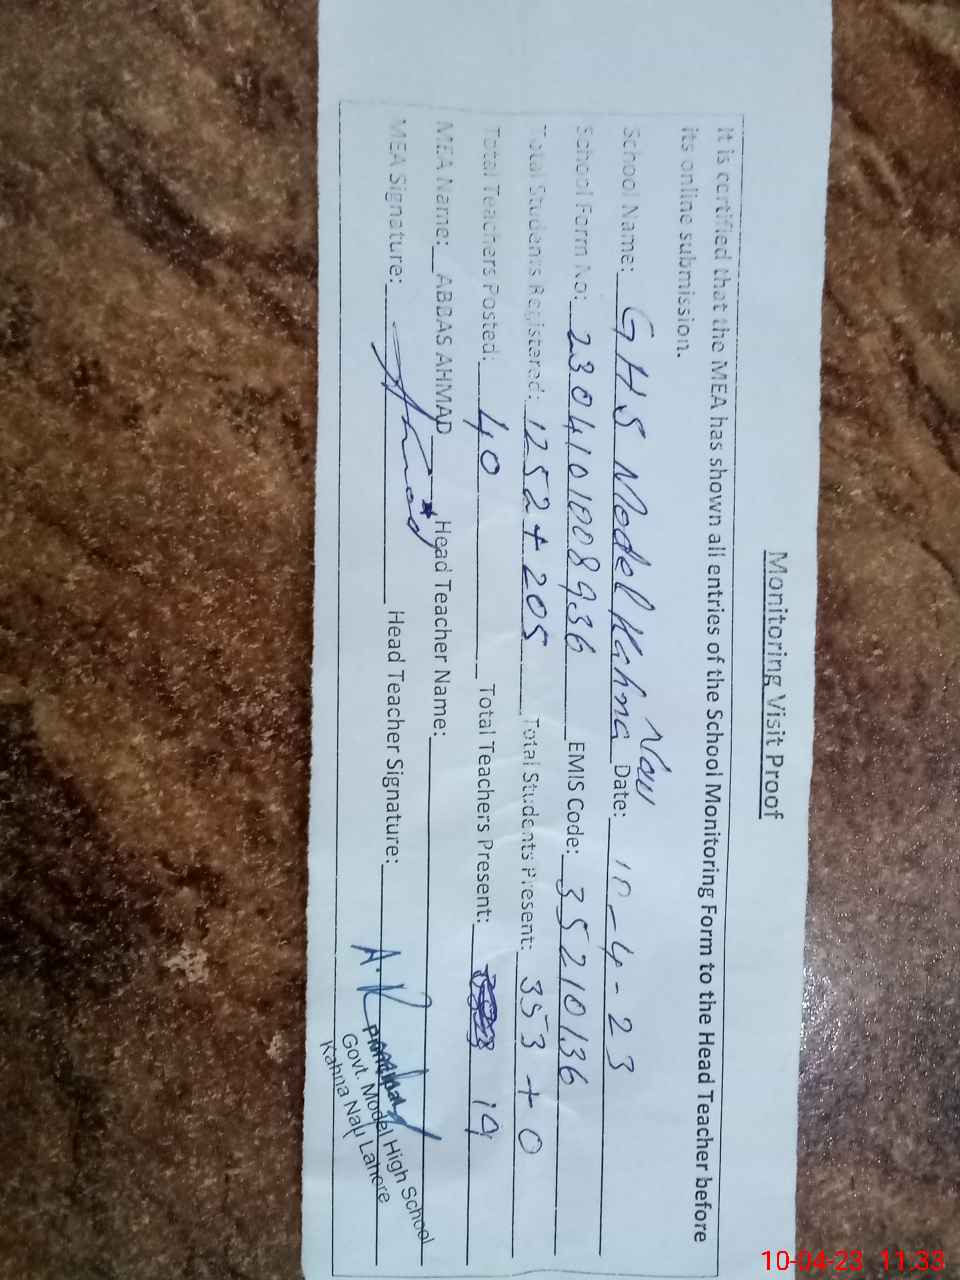 Monitoring Visit Proof
It is certified that the MEA has shown all entries of the School Monitoring Form to the Head Teacher before
its online submission.
School Name: GHS Model Kahna Nau Date: 10-4-23
School Form No: 2304101008936 EMIS Code: 35210136
Total Students Registered: 1252+205 Total Students Present: 353+0
Total Teachers Posted: 40 Total Teachers Present: 19
MEA Name: ABBAS AHMAD Head Teacher Name:
MEA Signature: Ahmad Head Teacher Signature: A.R
Govt. Model High School
Kahna Nau Lahore
10-04-23 11:33